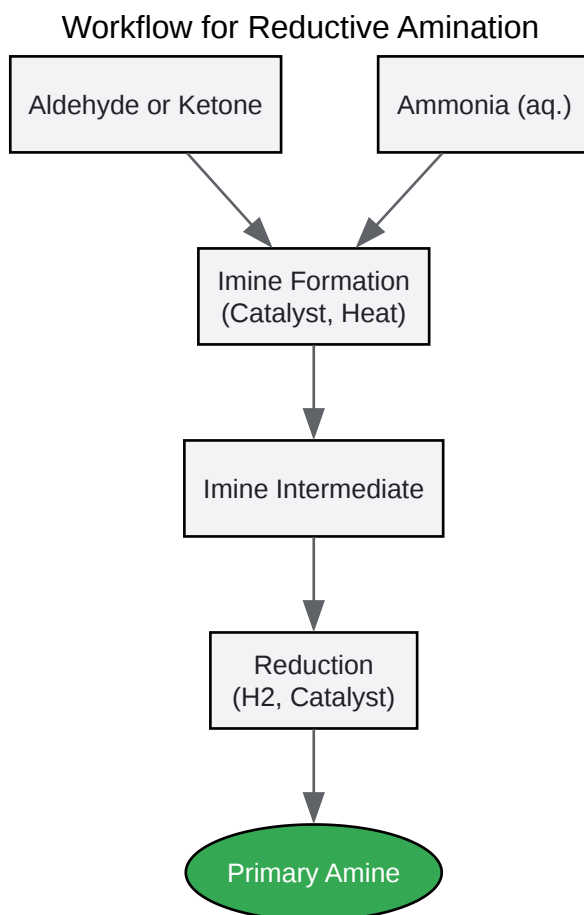 Workflow for Reductive Amination
Aldehyde or Ketone
Ammonia (aq.)
Imine Formation
(Catalyst, Heat)
Imine Intermediate
Reduction
(H2, Catalyst)
Primary Amine